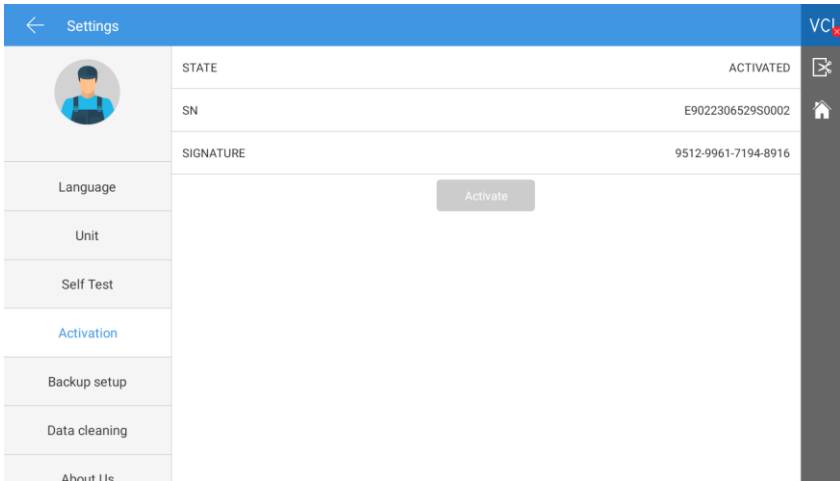 Settings
VCI
STATE ACTIVATED
SN E9022306529S0002
SIGNATURE 9512-9961-7194-8916
Activate
Language
Unit
Self Test
Activation
Backup setup
Data cleaning
About Us